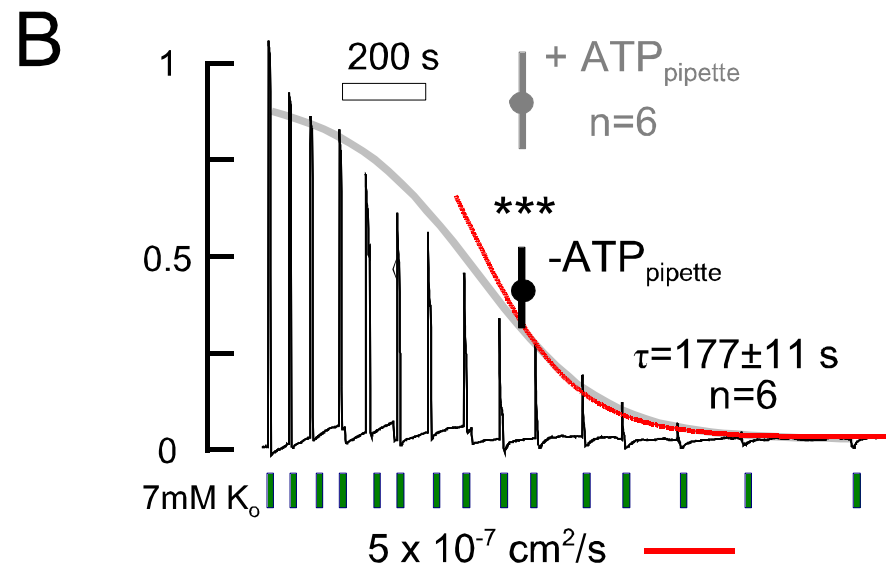 B
1
200 s
+ ATPpipette
n=6
***
0.5
-ATPpipette
τ=177±11 s
n=6
0
7mM Ko
5 x 10-7 cm2/s